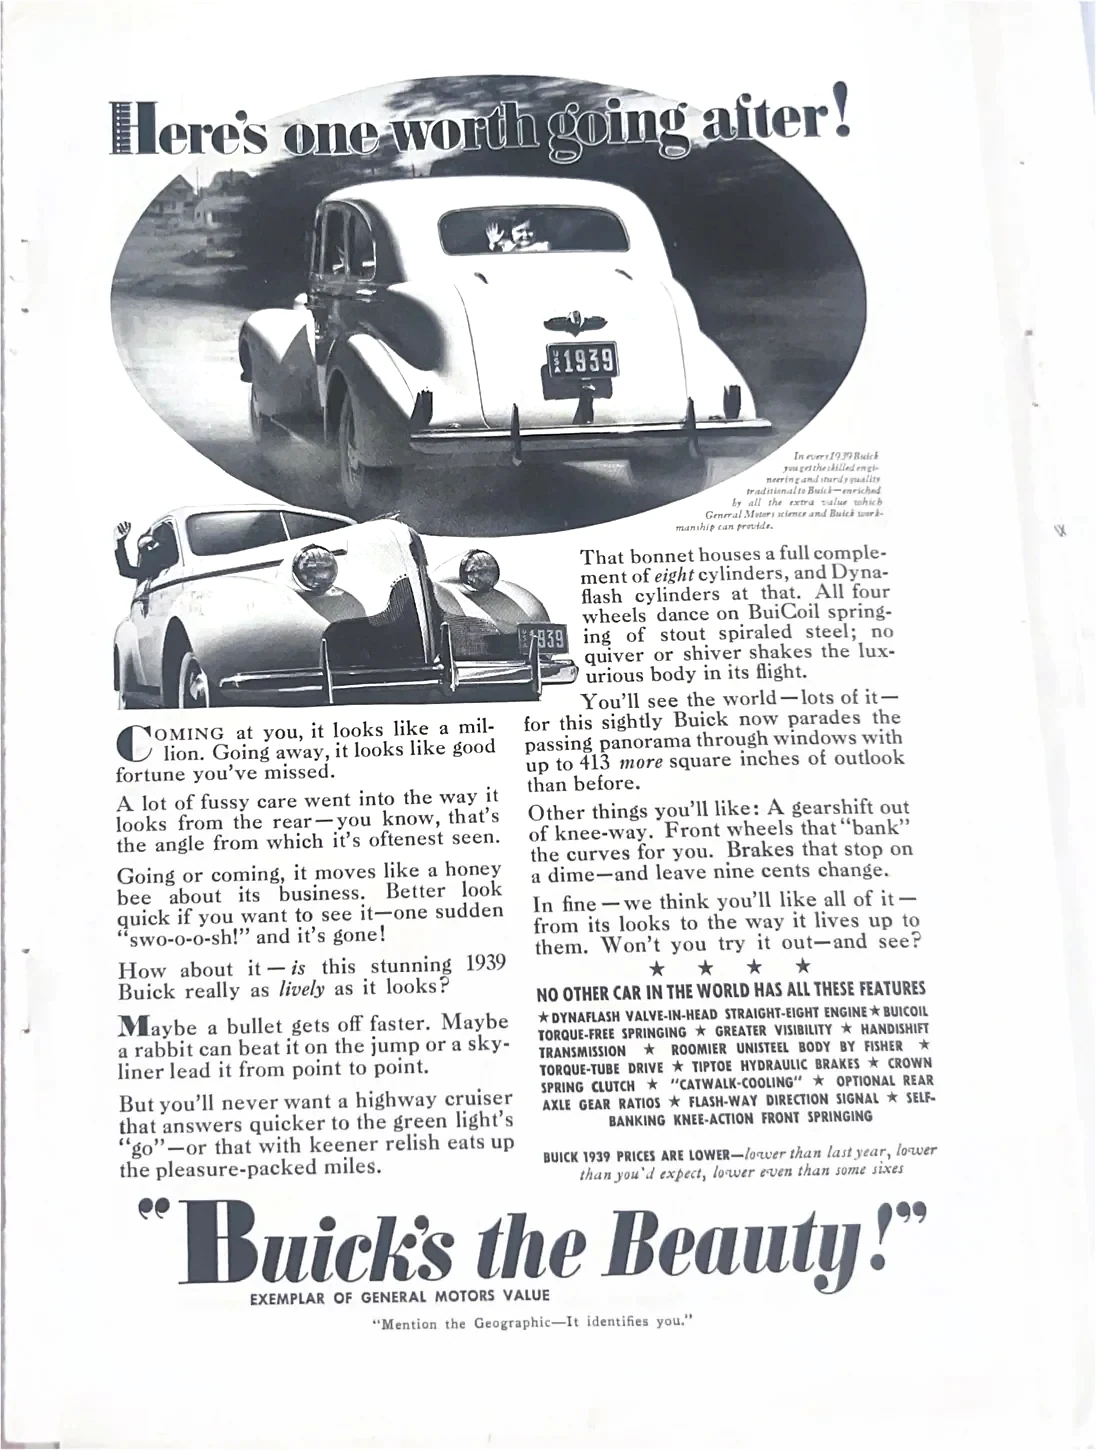 Here's one worth going after!
USA 1939
In every 1939 Buick
you get the skilled engi-
neering and sturdy quality
traditional to Buick—enriched
by all the extra value which
General Motors science and Buick work-
manship can provide.
USA 1939
COMING at you, it looks like a mil-
lion. Going away, it looks like good
fortune you've missed.
A lot of fussy care went into the way it
looks from the rear—you know, that's
the angle from which it's oftenest seen.
Going or coming, it moves like a honey
bee about its business. Better look
quick if you want to see it—one sudden
“swo-o-o-sh!” and it's gone!
How about it—is this stunning 1939
Buick really as lively as it looks?
Maybe a bullet gets off faster. Maybe
a rabbit can beat it on the jump or a sky-
liner lead it from point to point.
But you'll never want a highway cruiser
that answers quicker to the green light's
“go”—or that with keener relish eats up
the pleasure-packed miles.
That bonnet houses a full comple-
ment of eight cylinders, and Dyna-
flash cylinders at that. All four
wheels dance on BuiCoil spring-
ing of stout spiraled steel; no
quiver or shiver shakes the lux-
urious body in its flight.
You'll see the world—lots of it—
for this sightly Buick now parades the
passing panorama through windows with
up to 413 more square inches of outlook
than before.
Other things you'll like: A gearshift out
of knee-way. Front wheels that “bank”
the curves for you. Brakes that stop on
a dime—and leave nine cents change.
In fine—we think you'll like all of it—
from its looks to the way it lives up to
them. Won't you try it out—and see?
★ ★ ★ ★
NO OTHER CAR IN THE WORLD HAS ALL THESE FEATURES
★ DYNAFLASH VALVE-IN-HEAD STRAIGHT-EIGHT ENGINE ★ BUICOIL
TORQUE-FREE SPRINGING ★ GREATER VISIBILITY ★ HANDISHIFT
TRANSMISSION ★ ROOMIER UNISTEEL BODY BY FISHER ★
TORQUE-TUBE DRIVE ★ TIPTOE HYDRAULIC BRAKES ★ CROWN
SPRING CLUTCH ★ "CATWALK-COOLING" ★ OPTIONAL REAR
AXLE GEAR RATIOS ★ FLASH-WAY DIRECTION SIGNAL ★ SELF-
BANKING KNEE-ACTION FRONT SPRINGING
BUICK 1939 PRICES ARE LOWER—lower than last year, lower
than you'd expect, lower even than some sixes
“Buick's the Beauty!”
EXEMPLAR OF GENERAL MOTORS VALUE
“Mention the Geographic—It identifies you.”